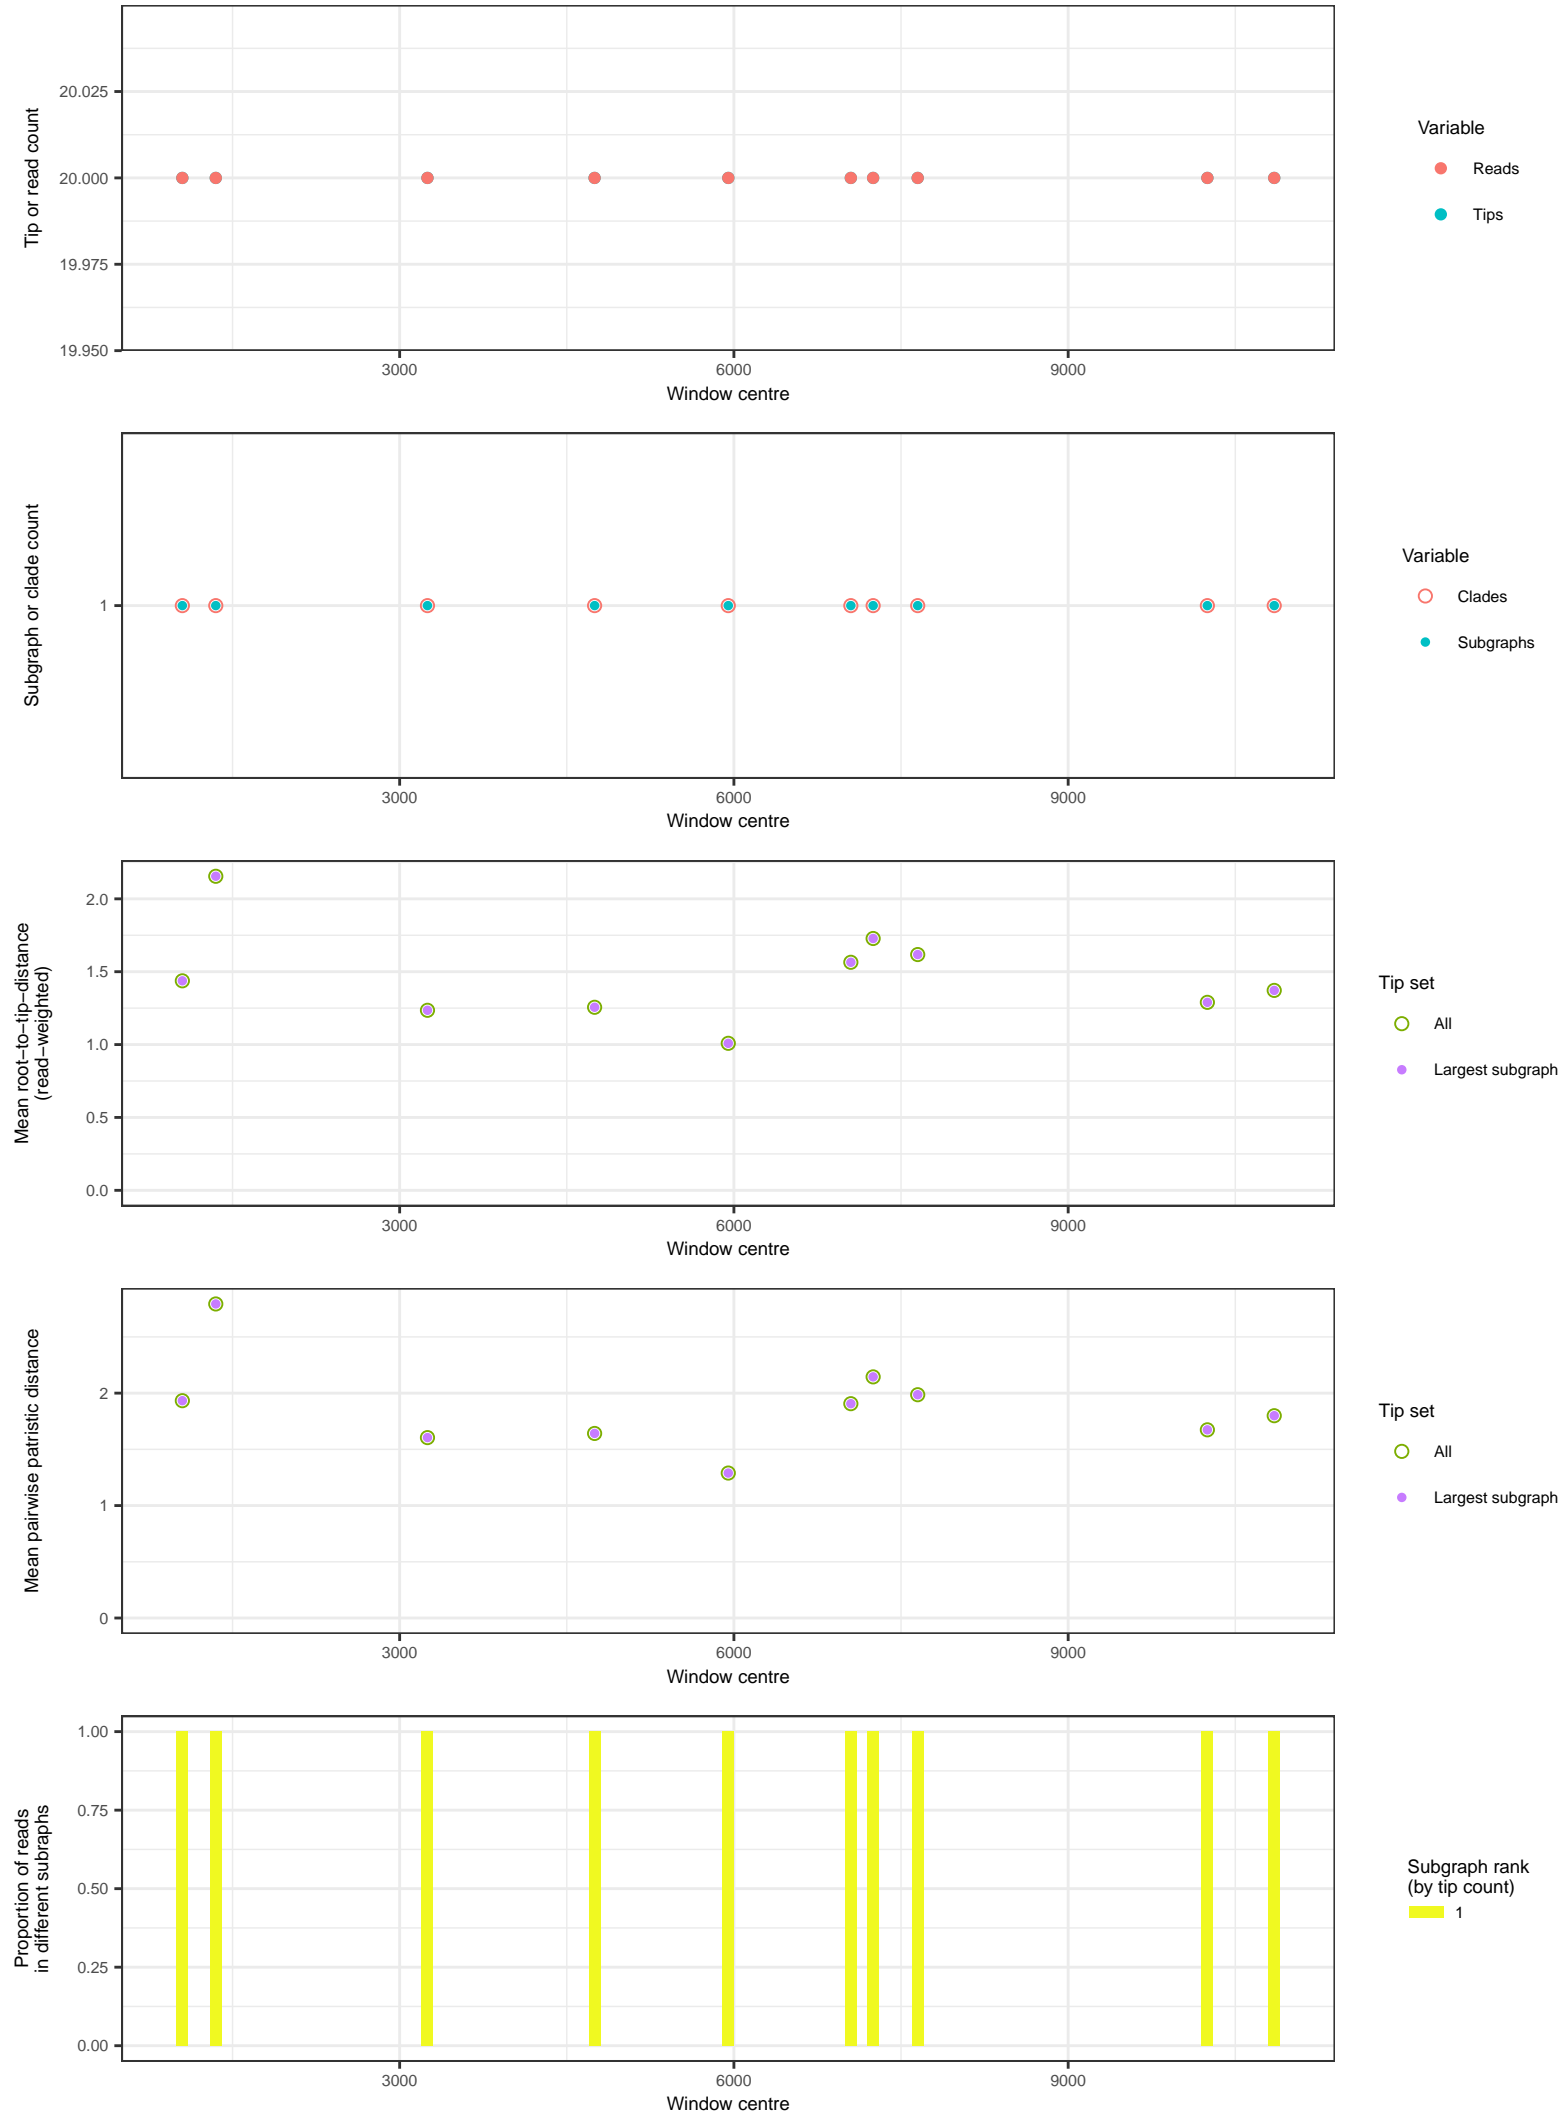 Tip or read count
20.025
20.000
19.975
19.950
3000 6000 9000
Window centre
Variable
Reads
Tips
Subgraph or clade count
1
3000 6000 9000
Window centre
Variable
Clades
Subgraphs
Mean root−to−tip−distance
(read−weighted)
2.0
1.5
1.0
0.5
0.0
3000 6000 9000
Window centre
Tip set
All
Largest subgraph
Mean pairwise patristic distance
2
1
0
3000 6000 9000
Window centre
Tip set
All
Largest subgraph
Proportion of reads
in different subraphs
1.00
0.75
0.50
0.25
0.00
3000 6000 9000
Window centre
Subgraph rank
(by tip count)
1